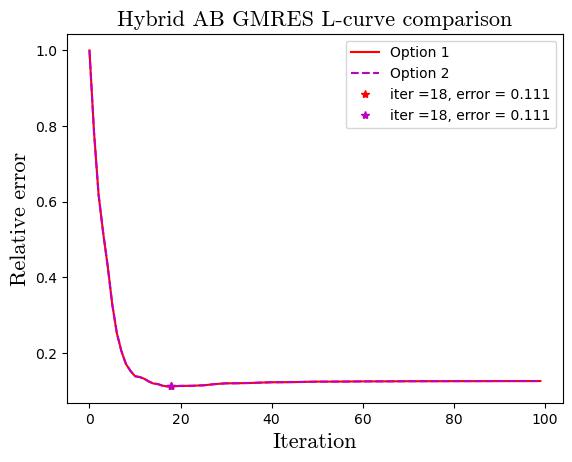 Hybrid AB GMRES L-curve comparison
Option 1
Option 2
iter =18, error = 0.111
iter =18, error = 0.111
Relative error
1.0
0.8
0.6
0.4
0.2
0 20 40 60 80 100
Iteration